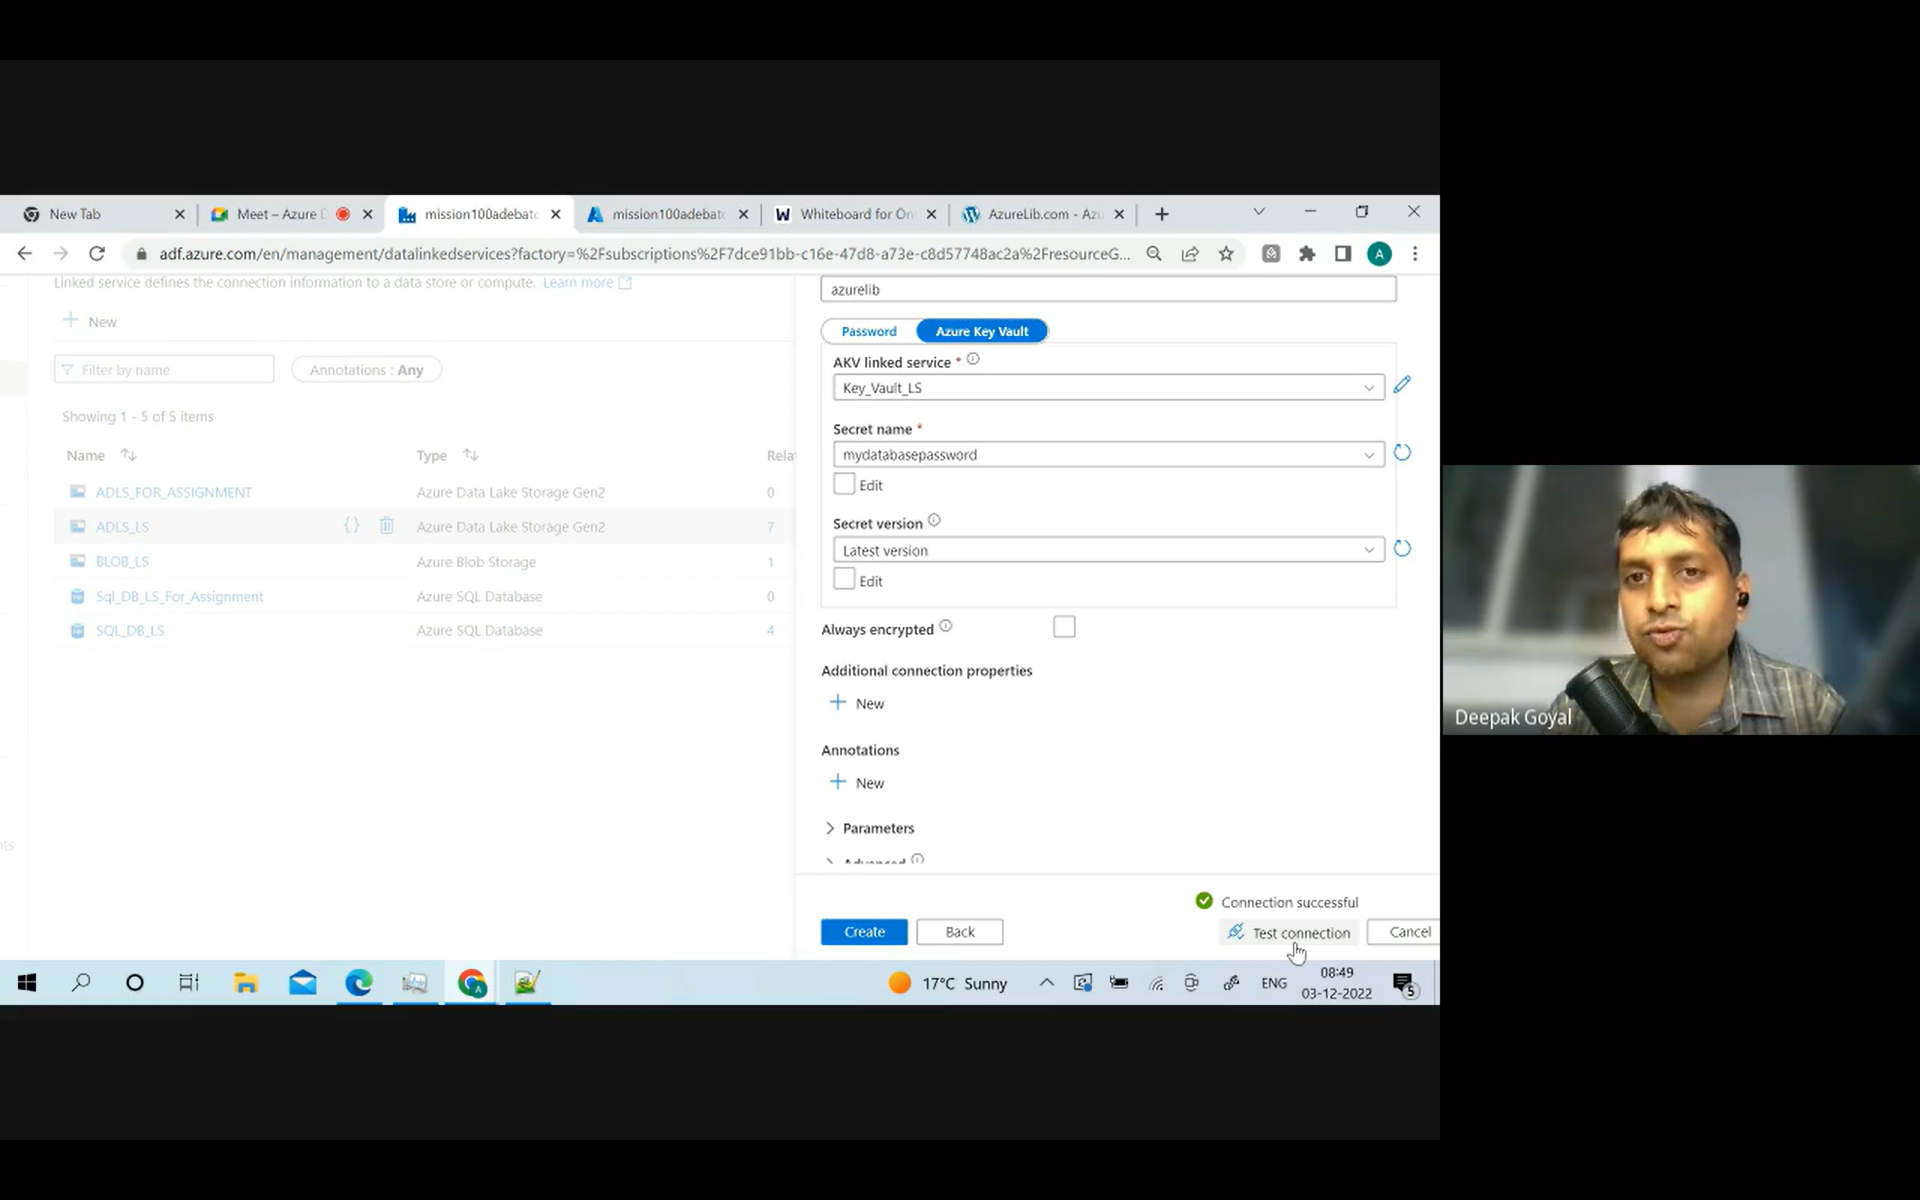 New Tab
Meet – Azure D
mission100adebatc
mission100adebatc
Whiteboard for On
AzureLib.com - Azu
adf.azure.com/en/management/datalinkedservices?factory=%2Fsubscriptions%2F7dce91bb-c16e-47d8-a73e-c8d57748ac2a%2FresourceG...
A
Linked service defines the connection information to a data store or compute. Learn more
New
Filter by name
Annotations : Any
Showing 1 - 5 of 5 items
Name
Type
Rela
ADLS_FOR_ASSIGNMENT
Azure Data Lake Storage Gen2
0
ADLS_LS
{}
Azure Data Lake Storage Gen2
7
BLOB_LS
Azure Blob Storage
1
Sql_DB_LS_For_Assignment
Azure SQL Database
0
SQL_DB_LS
Azure SQL Database
4
nts
azurelib
Password
Azure Key Vault
AKV linked service *
Key_Vault_LS
Secret name *
mydatabasepassword
Edit
Secret version
Latest version
Edit
Always encrypted
Additional connection properties
New
Annotations
New
Parameters
Advanced
Connection successful
Create
Back
Test connection
Cancel
17°C Sunny
ENG
08:49
03-12-2022
5
Deepak Goyal